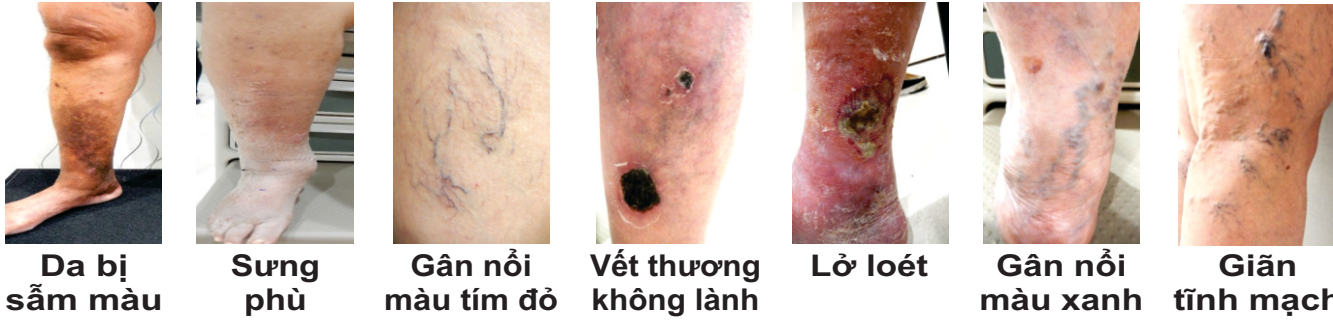 Da bị
sẫm màu
Sưng
phù
Gân nổi
màu tím đỏ
Vết thương
không lành
Lở loét
Gân nổi
màu xanh
Giãn
tĩnh mạch